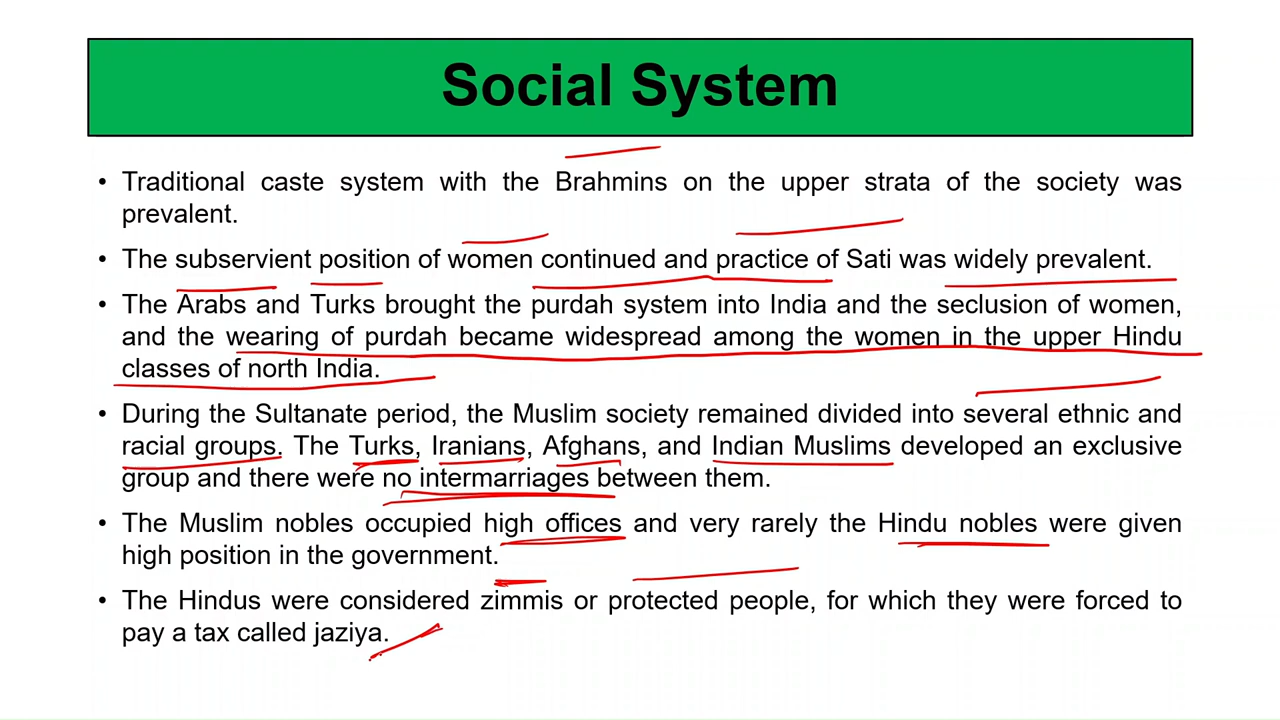 Social System
• Traditional caste system with the Brahmins on the upper strata of the society was
prevalent.
• The subservient position of women continued and practice of Sati was widely prevalent.
• The Arabs and Turks brought the purdah system into India and the seclusion of women,
and the wearing of purdah became widespread among the women in the upper Hindu
classes of north India.
• During the Sultanate period, the Muslim society remained divided into several ethnic and
racial groups. The Turks, Iranians, Afghans, and Indian Muslims developed an exclusive
group and there were no intermarriages between them.
• The Muslim nobles occupied high offices and very rarely the Hindu nobles were given
high position in the government.
• The Hindus were considered zimmis or protected people, for which they were forced to
pay a tax called jaziya.